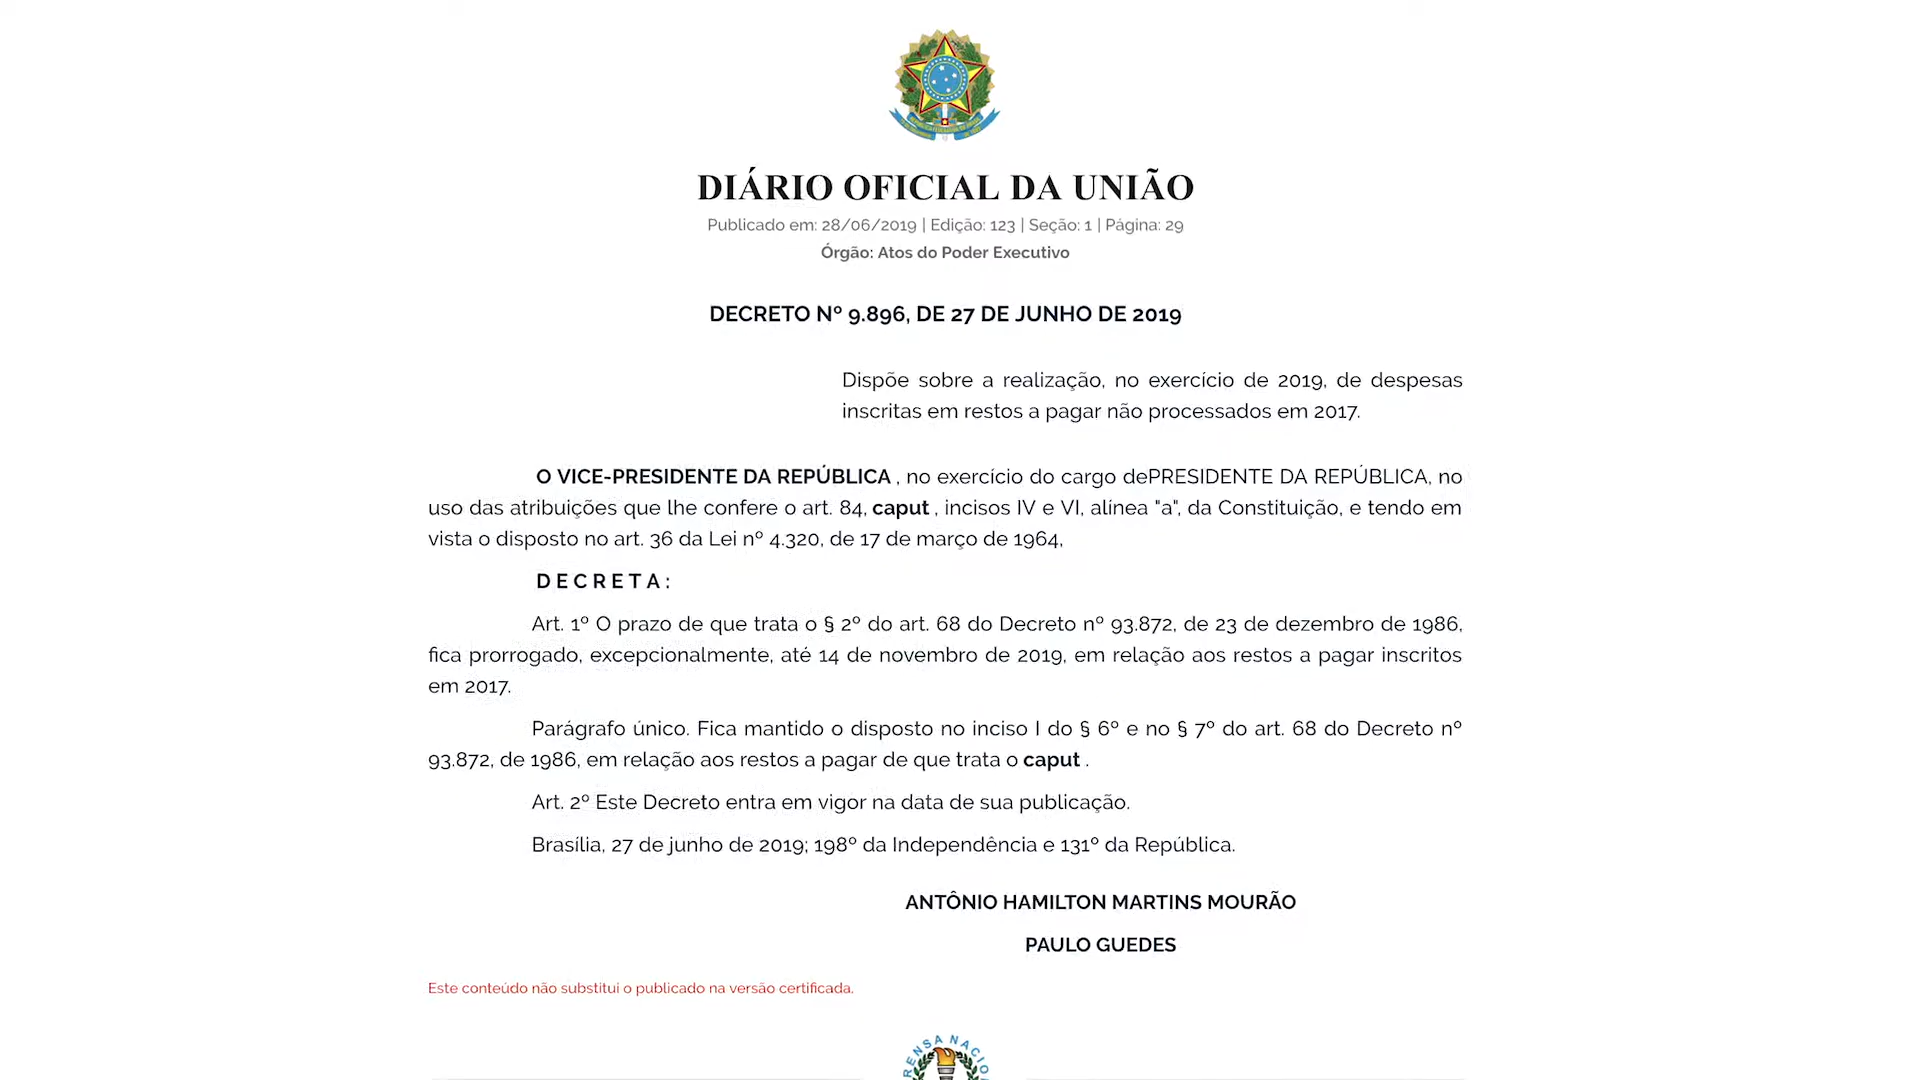 DIÁRIO OFICIAL DA UNIÃO
Publicado em: 28/06/2019 | Edição: 123 | Seção: 1 | Página: 29
Órgão: Atos do Poder Executivo
DECRETO Nº 9.896, DE 27 DE JUNHO DE 2019
Dispõe sobre a realização, no exercício de 2019, de despesas
inscritas em restos a pagar não processados em 2017.
O VICE-PRESIDENTE DA REPÚBLICA , no exercício do cargo dePRESIDENTE DA REPÚBLICA, no
uso das atribuições que lhe confere o art. 84, caput , incisos IV e VI, alínea "a", da Constituição, e tendo em
vista o disposto no art. 36 da Lei nº 4.320, de 17 de março de 1964,
D E C R E T A :
Art. 1º O prazo de que trata o § 2º do art. 68 do Decreto nº 93.872, de 23 de dezembro de 1986,
fica prorrogado, excepcionalmente, até 14 de novembro de 2019, em relação aos restos a pagar inscritos
em 2017.
Parágrafo único. Fica mantido o disposto no inciso I do § 6º e no § 7º do art. 68 do Decreto nº
93.872, de 1986, em relação aos restos a pagar de que trata o caput .
Art. 2º Este Decreto entra em vigor na data de sua publicação.
Brasília, 27 de junho de 2019; 198º da Independência e 131º da República.
ANTÔNIO HAMILTON MARTINS MOURÃO
PAULO GUEDES
Este conteúdo não substitui o publicado na versão certificada.
RENSA NACIO